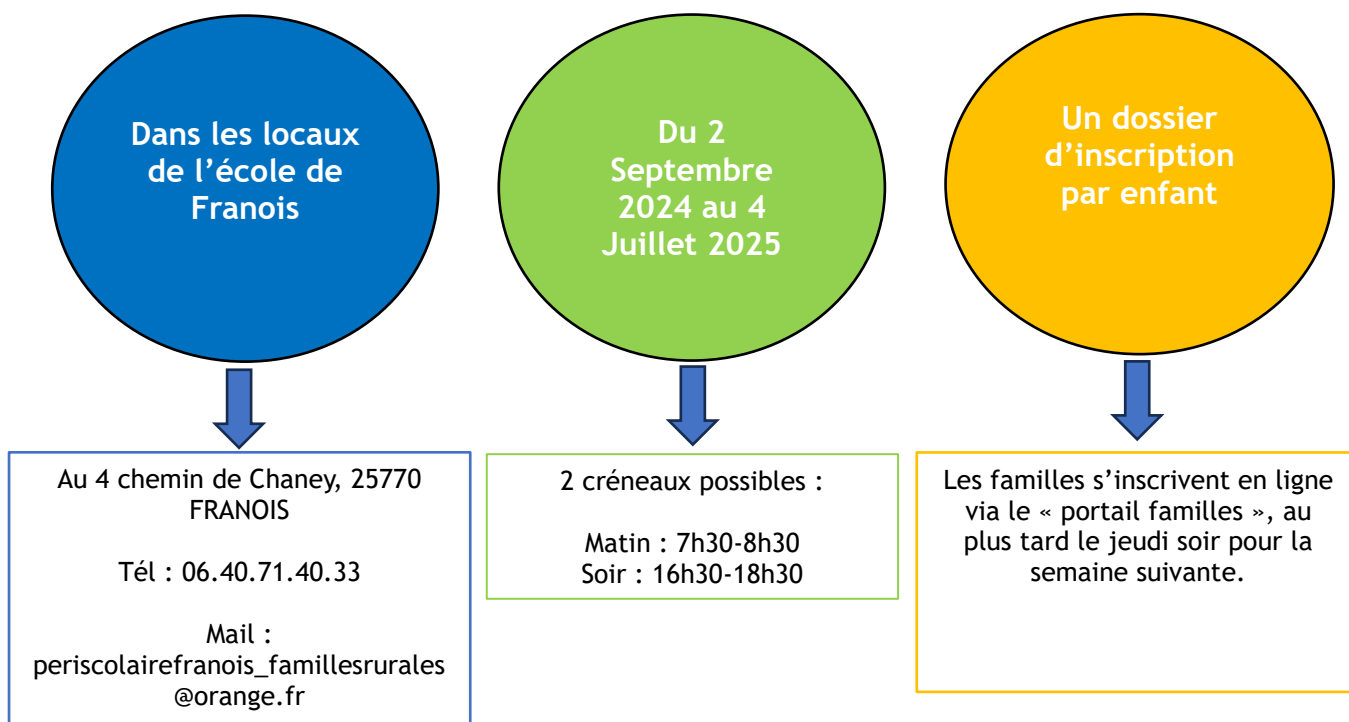 Dans les locaux
de l’école de
Franois
Au 4 chemin de Chaney, 25770
FRANOIS
Tél : 06.40.71.40.33
Mail :
periscolairefranois_famillesrurales
@orange.fr
Du 2
Septembre
2024 au 4
Juillet 2025
2 créneaux possibles :
Matin : 7h30-8h30
Soir : 16h30-18h30
Un dossier
d’inscription
par enfant
Les familles s’inscrivent en ligne
via le « portail familles », au
plus tard le jeudi soir pour la
semaine suivante.